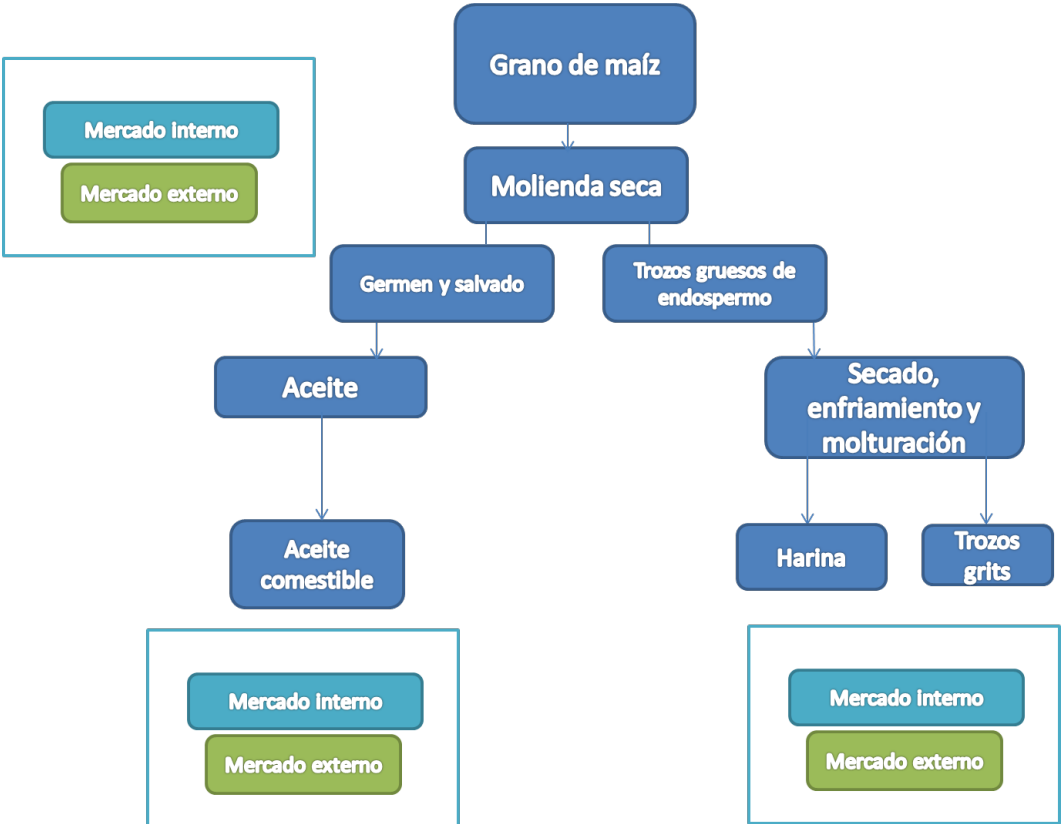 Grano de maíz
Mercado interno
Mercado externo
Molienda seca
Germen y salvado
Trozos gruesos de
endospermo
Aceite
Secado,
enfriamiento y
molturación
Aceite
comestible
Harina
Trozos
grits
Mercado interno
Mercado externo
Mercado interno
Mercado externo